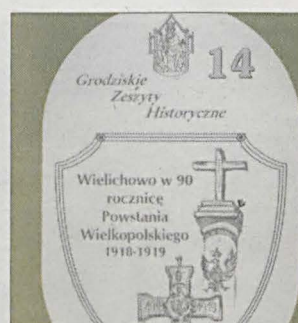 14
Grodziskie
Zeszyty
Historyczne
Wielichowo w 90
rocznicę
Powstania
Wielkopolskiego
1918-1919